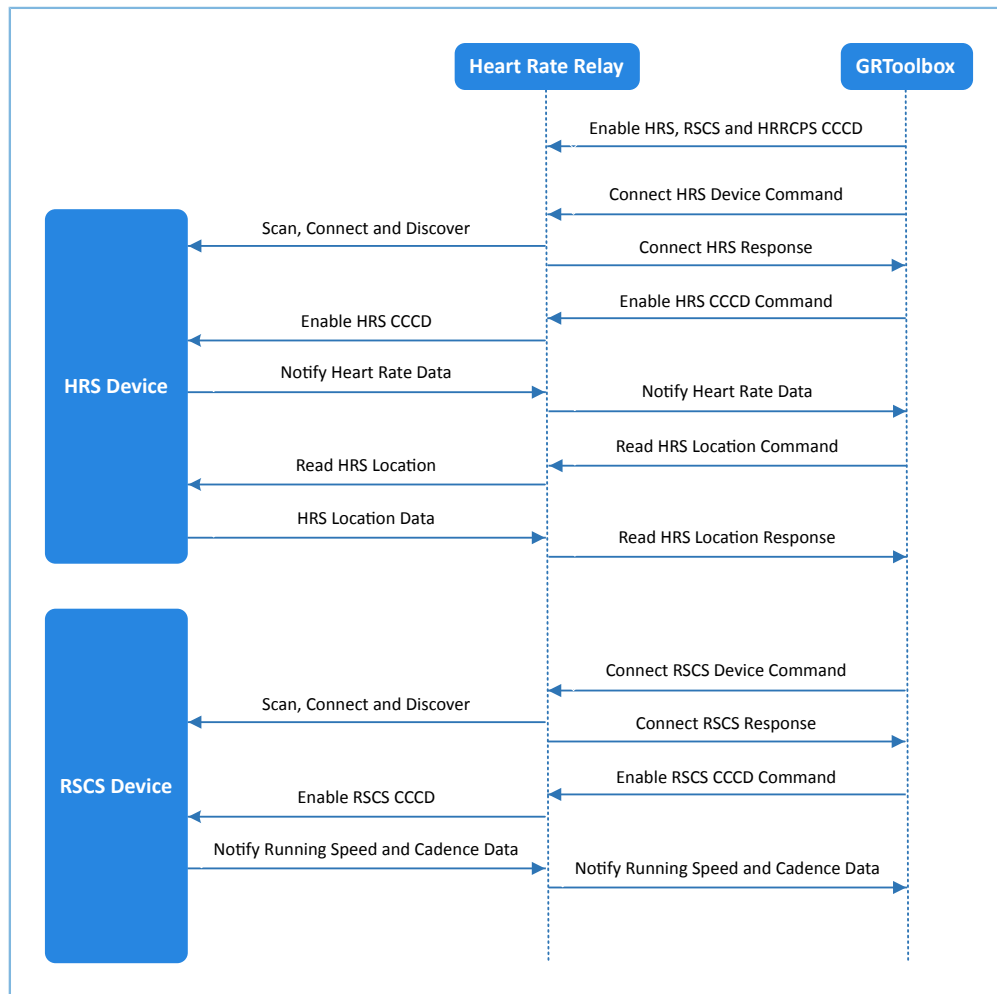 Heart Rate Relay
GRToolbox
Enable HRS, RSCS and HRRCPS CCCD
Connect HRS Device Command
Scan, Connect and Discover
Connect HRS Response
Enable HRS CCCD Command
Enable HRS CCCD
Notify Heart Rate Data
HRS Device
Notify Heart Rate Data
Read HRS Location Command
Read HRS Location
HRS Location Data
Read HRS Location Response
Connect RSCS Device Command
Scan, Connect and Discover
Connect RSCS Response
Enable RSCS CCCD Command
RSCS Device
Enable RSCS CCCD
Notify Running Speed and Cadence Data
Notify Running Speed and Cadence Data